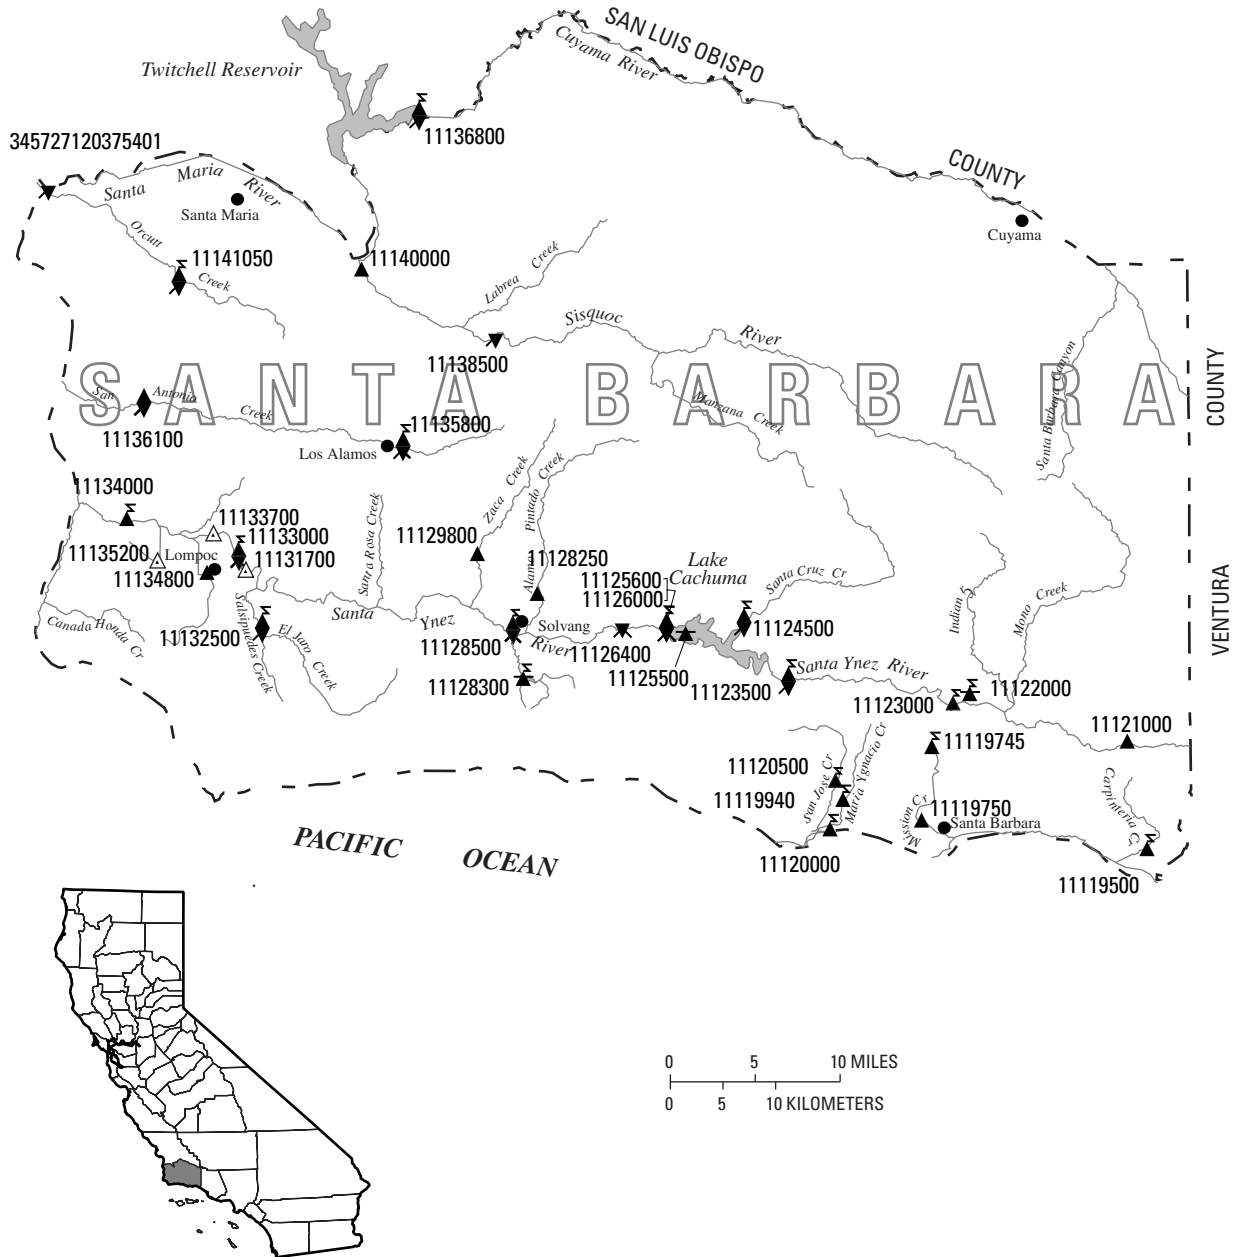 SAN LUIS OBISPO
COUNTY
Cuyama River
Twitchell Reservoir
11136800
345727120375401
Santa Maria River
Santa Maria
Cuyama
Orcutt Creek
11141050
11140000
Labrea Creek
Sisquoc River
11138500
SANTA BARBARA
COUNTY
San Antonio Creek
11136100
11135800
Los Alamos
Manzana Creek
Santa Barbara Canyon
11134000
11133700
11133000
11135200
Lompoc
11131700
11134800
Santa Rosa Creek
Zaca Creek
Alamo Pintado Creek
11129800
11128250
Lake
Cachuma
11125600
11126000
Santa Cruz Cr
Indian
Mono Creek
VENTURA
Canada Honda Cr
11132500
Salsipuedes Creek
El Jaro Creek
Santa Ynez River
Solvang
11128500
11126400
11124500
11125500
11128300
11123500
Santa Ynez River
11122000
11123000
11121000
11119745
11120500
San Jose Cr
Maria Ygnacio Cr
11119940
Mission Cr
11119750
Santa Barbara
Carpinteria Cr
11120000
11119500
PACIFIC OCEAN
0 5 10 MILES
0 5 10 KILOMETERS